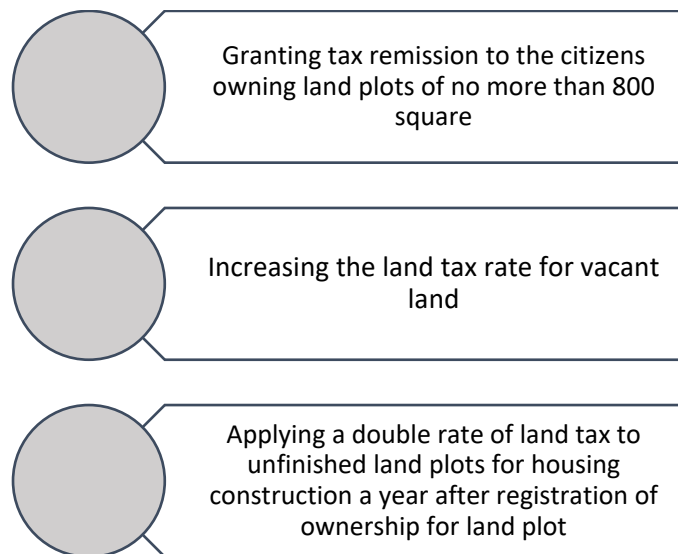 Granting tax remission to the citizens
owning land plots of no more than 800
square
Increasing the land tax rate for vacant
land
Applying a double rate of land tax to
unfinished land plots for housing
construction a year after registration of
ownership for land plot